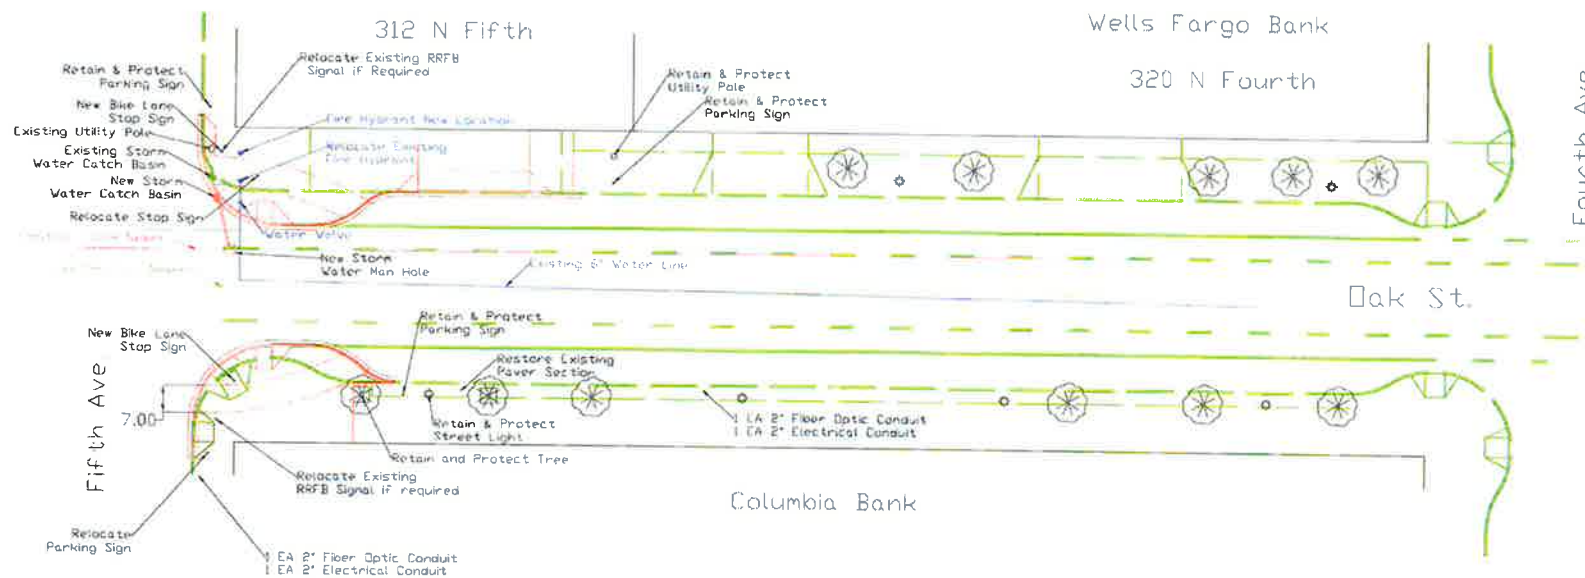 312 N Fifth
Wells Fargo Bank
320 N Fourth
Fourth Ave
Relocate Existing RRFB
Signal if Required
Retain & Protect
Parking Sign
New Bike Lane
Stop Sign
Existing Utility Pole
Existing Storm
Water Catch Basin
New Storm
Water Catch Basin
Relocate Stop Sign
Fire Hydrant New Location
Relocate Existing
Fire Hydrant
Retain & Protect
Utility Pole
Retain & Protect
Parking Sign
Water Valve
New Storm
Water Man Hole
Existing 6" Water Line
Oak St.
New Bike Lane
Stop Sign
Retain & Protect
Parking Sign
Restore Existing
Paver Section
7.00
Fifth Ave
Retain & Protect
Street Light
1 EA 2" Fiber Optic Conduit
1 EA 2" Electrical Conduit
Retain and Protect Tree
Relocate Existing
RRFB Signal if required
Columbia Bank
Relocate
Parking Sign
1 EA 2" Fiber Optic Conduit
1 EA 2" Electrical Conduit